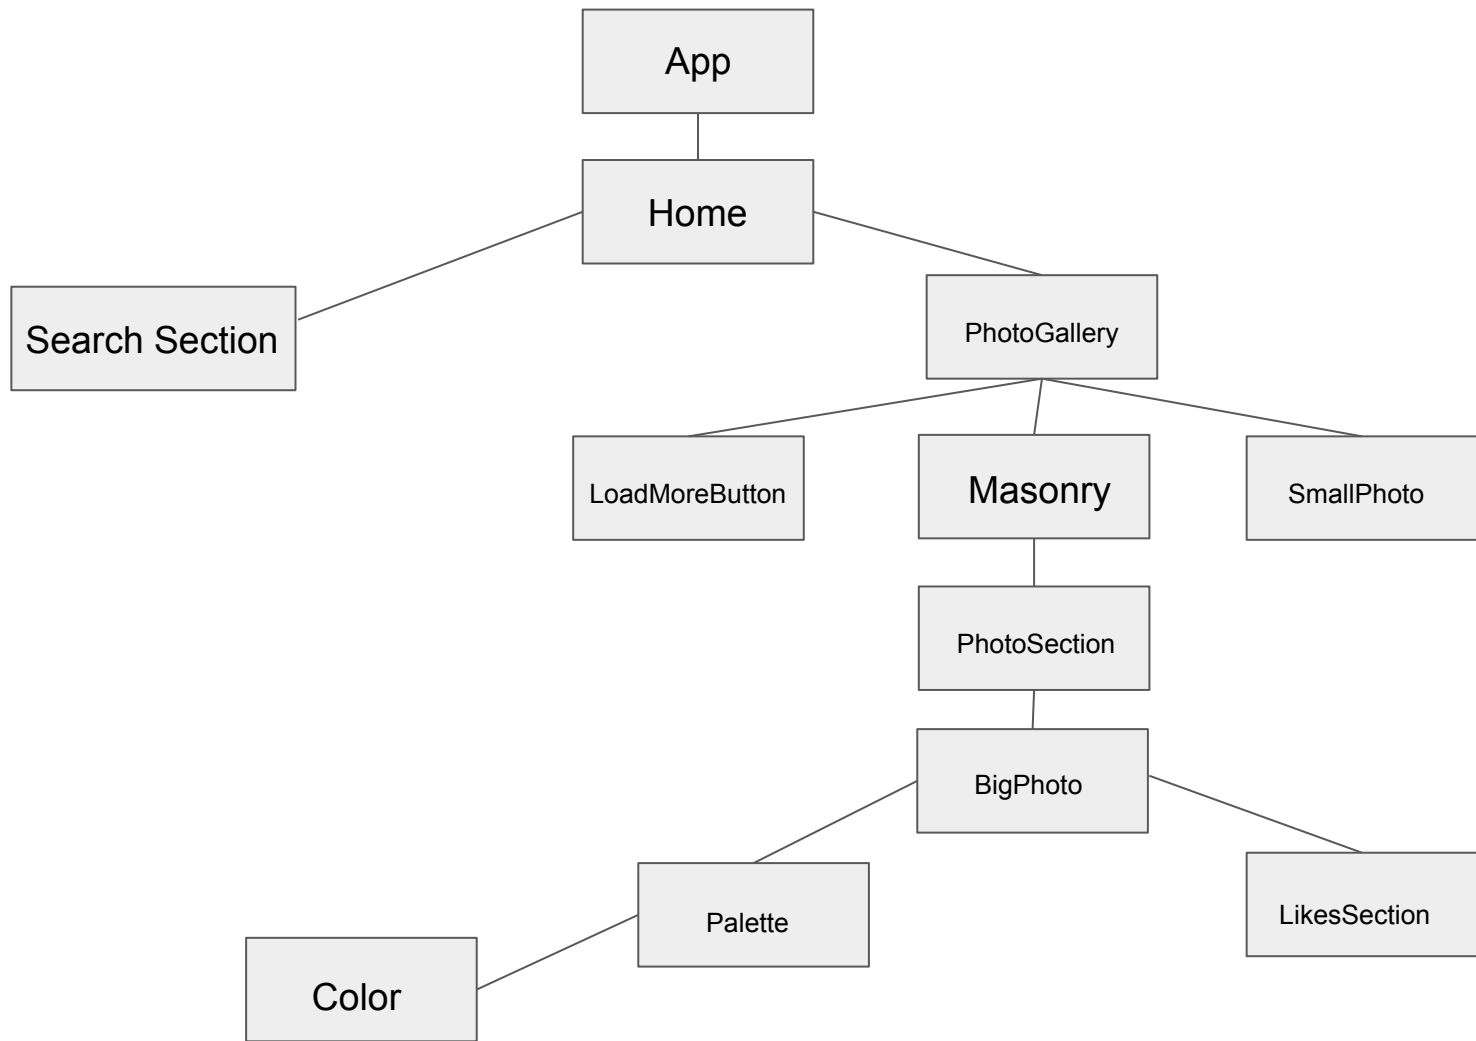 App
Home
Search Section
PhotoGallery
LoadMoreButton
Masonry
SmallPhoto
PhotoSection
BigPhoto
Palette
LikesSection
Color